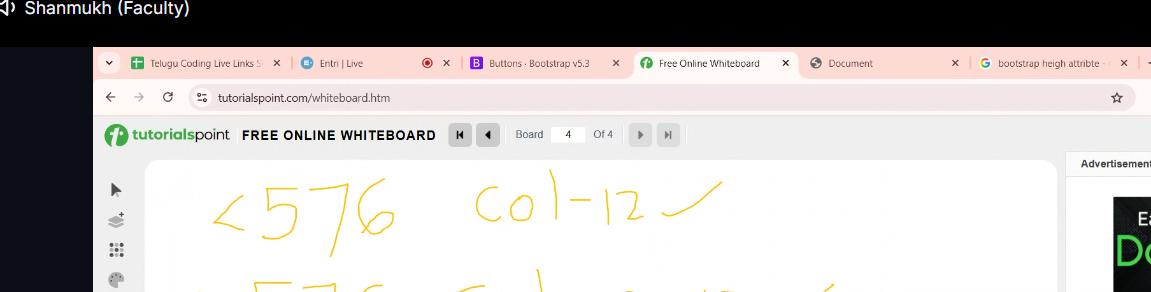 Shanmukh (Faculty)
Telugu Coding Live Links S
Entri | Live
Buttons · Bootstrap v5.3
Free Online Whiteboard
Document
bootstrap heigh attribte -
tutorialspoint.com/whiteboard.htm
tutorialspoint FREE ONLINE WHITEBOARD Board 4 Of 4
Advertisement
<576 col-12 ✓